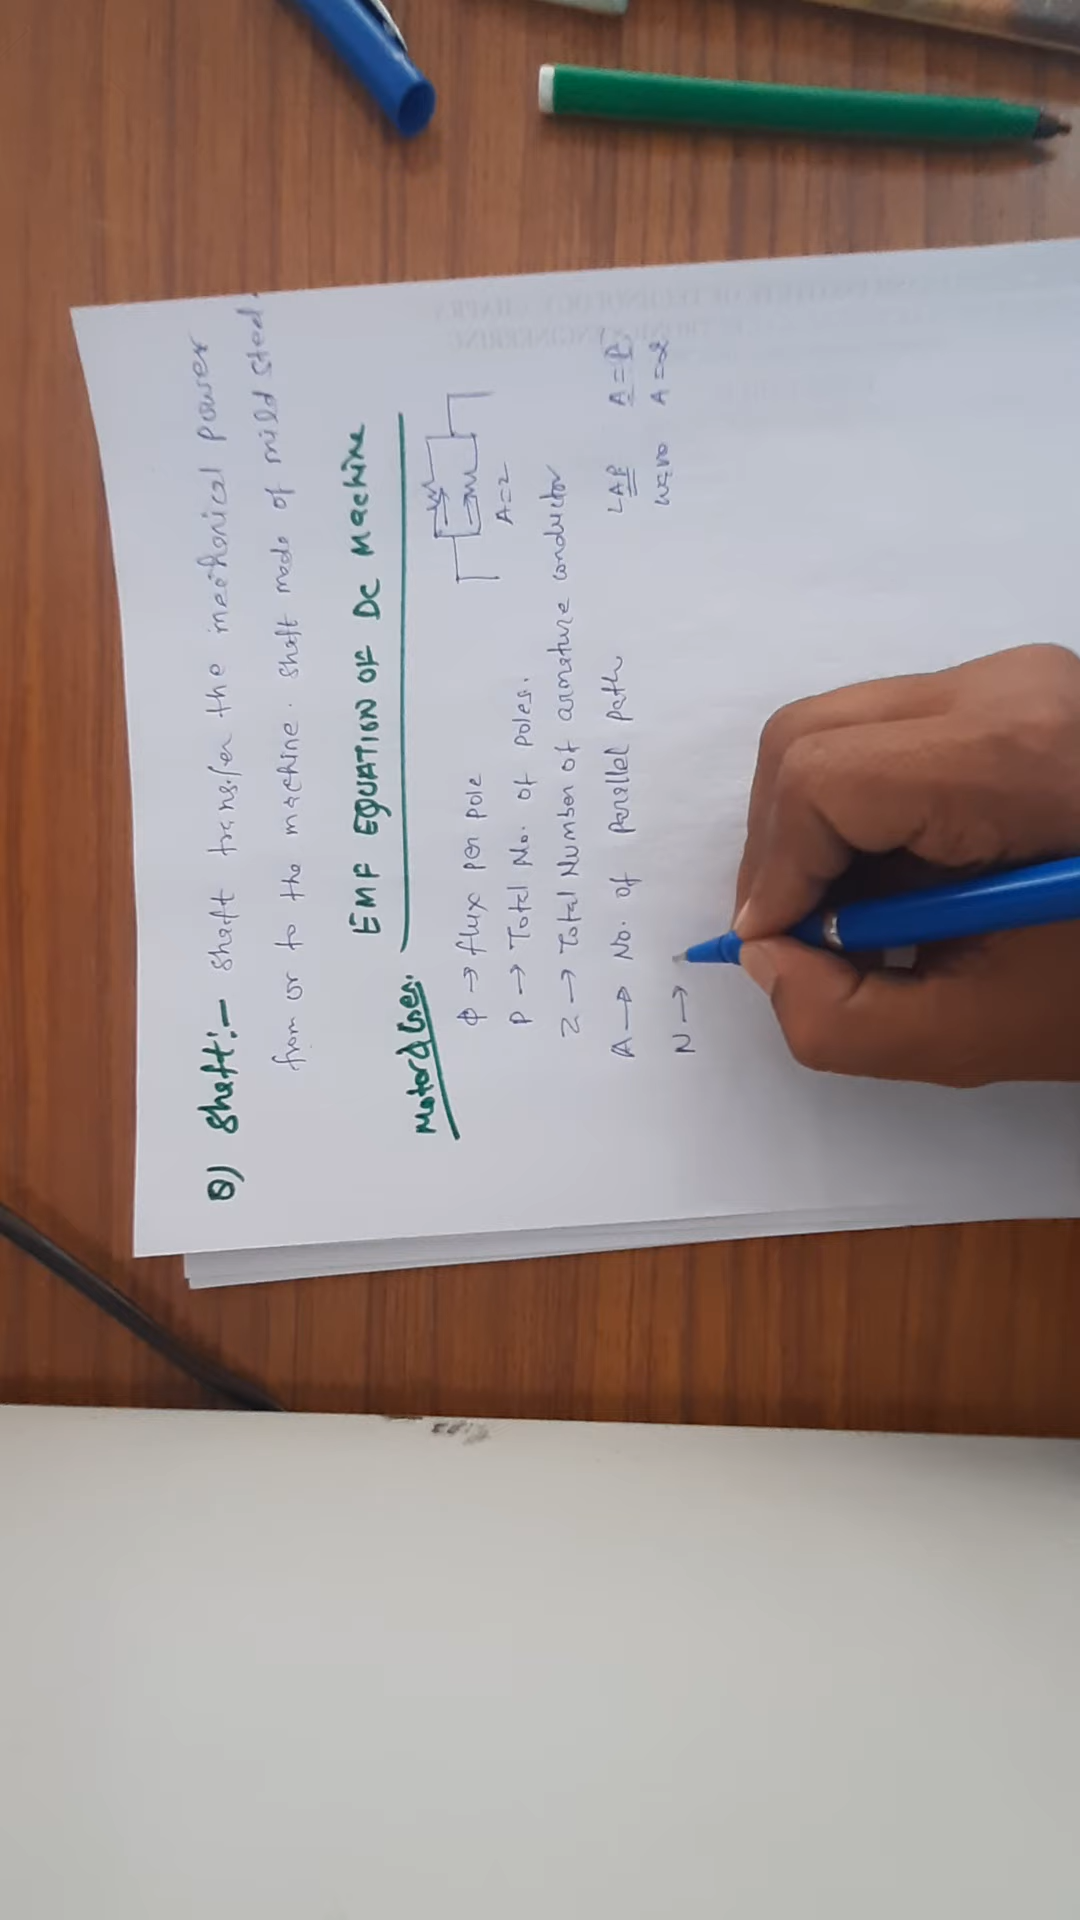 8) Shaft:- Shaft transfer the mechanical power
from or to the machine. Shaft made of mild steel.
EMF EQUATION OF DC Machine
Motor & Gen.
Φ → flux per pole
P → Total No. of poles.
A=2
Z → Total Number of armature conductor
A → No. of Parallel Path
LAP A=P
wave A=2
N →